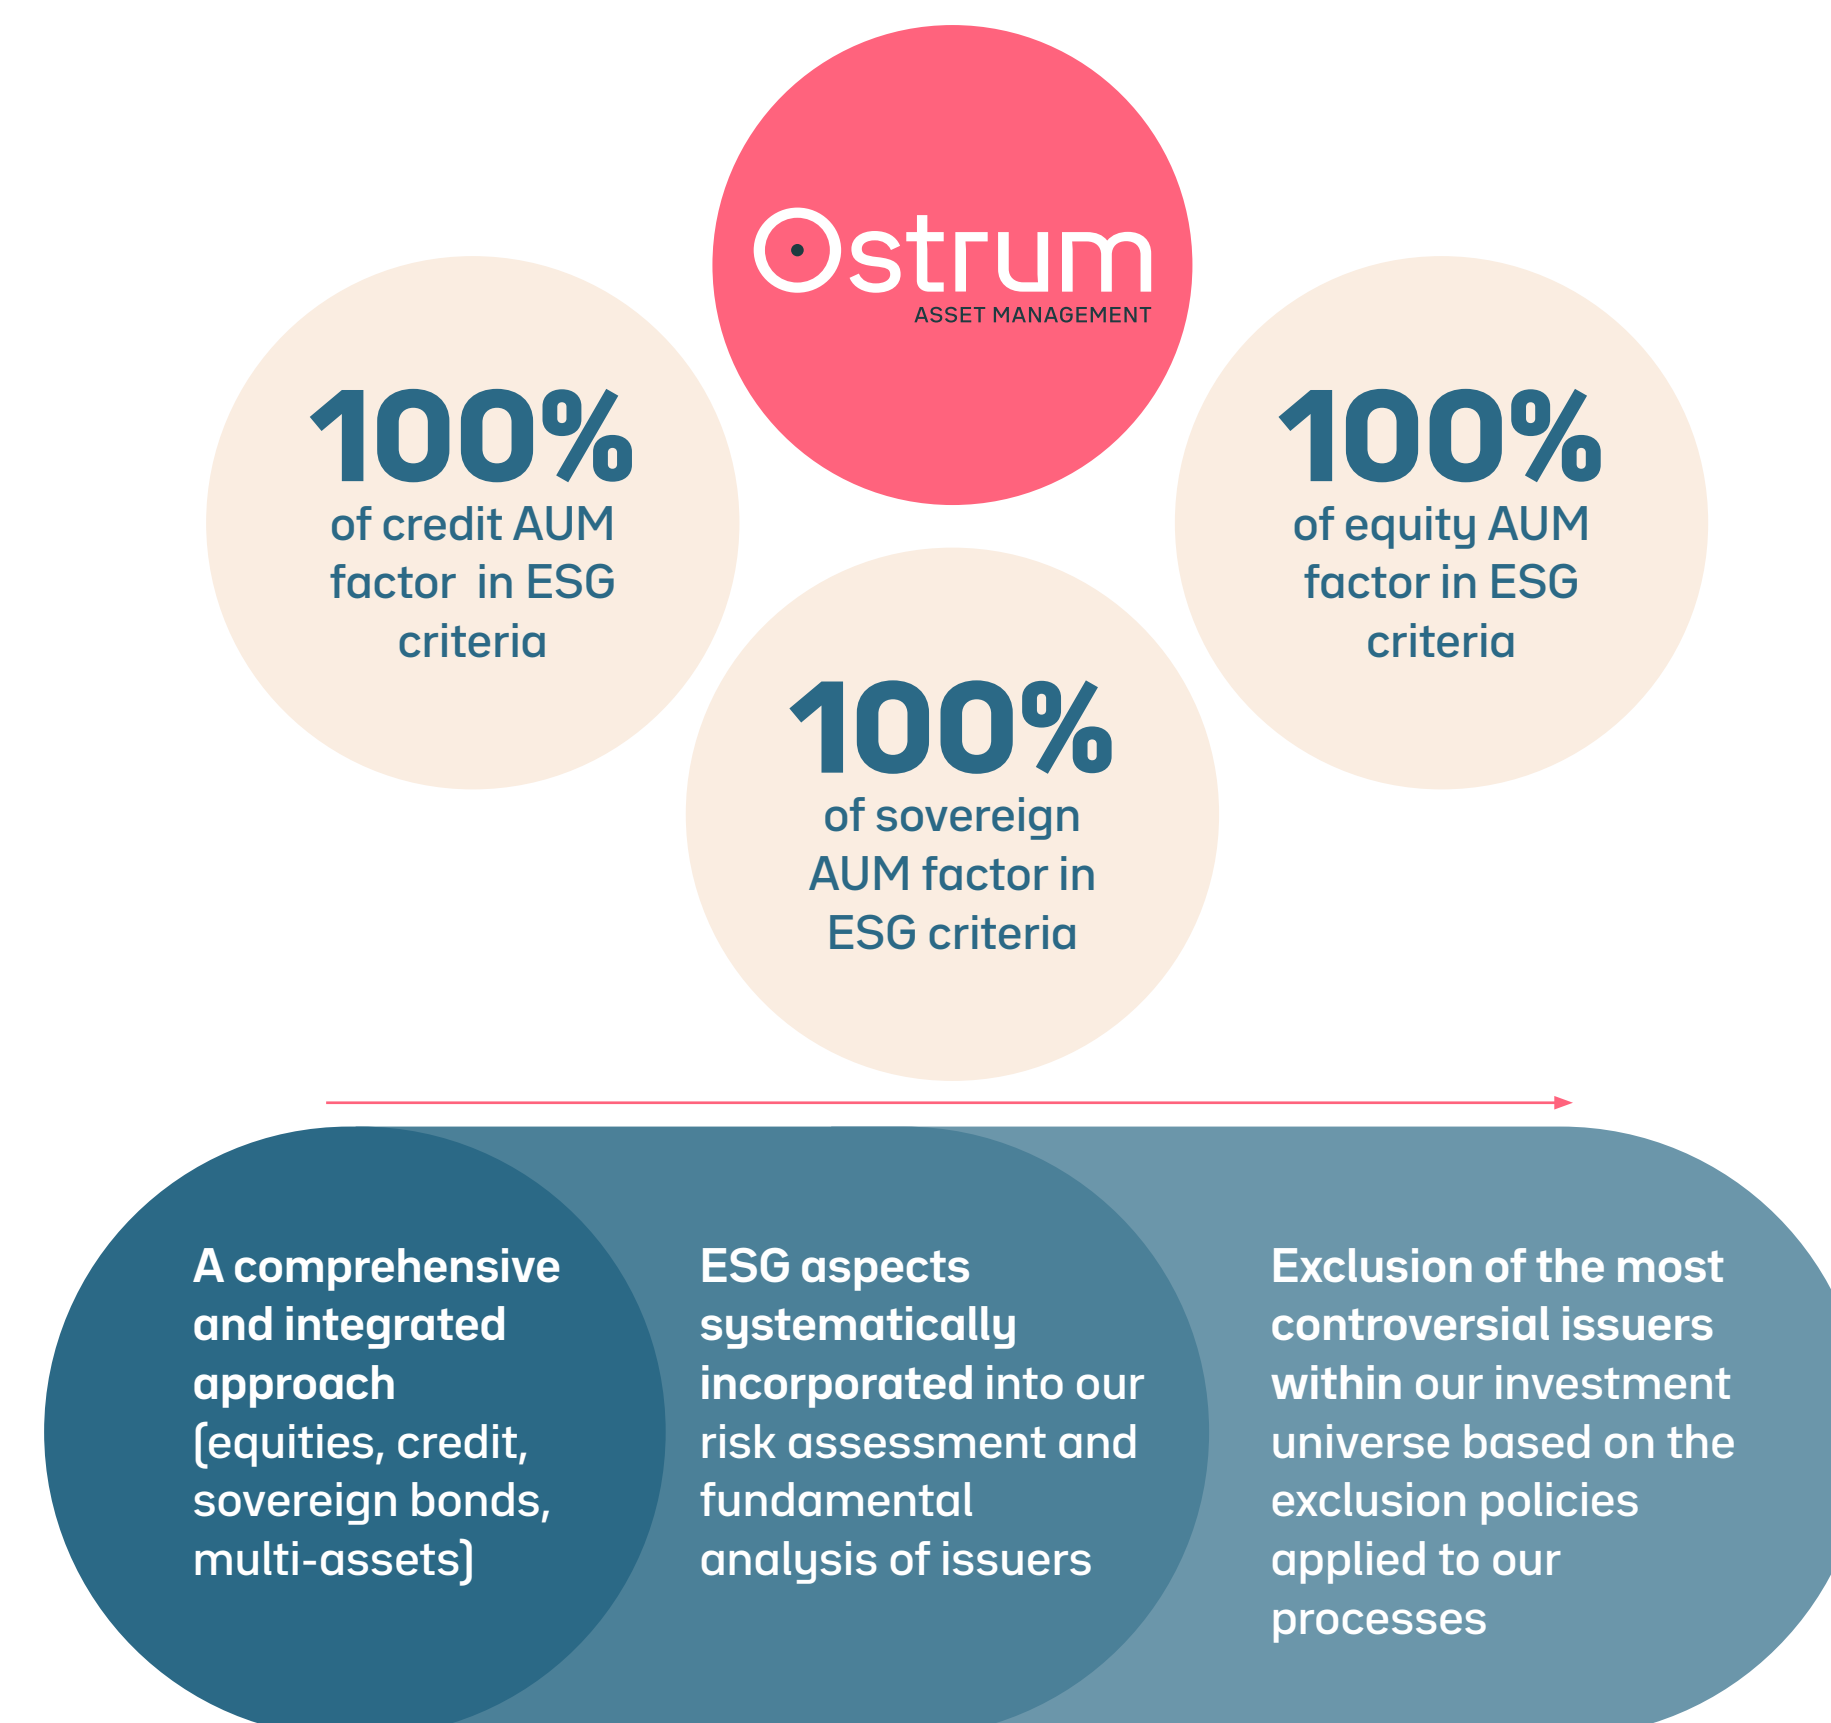 Ostrum
ASSET MANAGEMENT
100%
of credit AUM
factor in ESG
criteria
100%
of equity AUM
factor in ESG
criteria
100%
of sovereign
AUM factor in
ESG criteria
A comprehensive
and integrated
approach
(equities, credit,
sovereign bonds,
multi-assets)
ESG aspects
systematically
incorporated into our
risk assessment and
fundamental
analysis of issuers
Exclusion of the most
controversial issuers
within our investment
universe based on the
exclusion policies
applied to our
processes